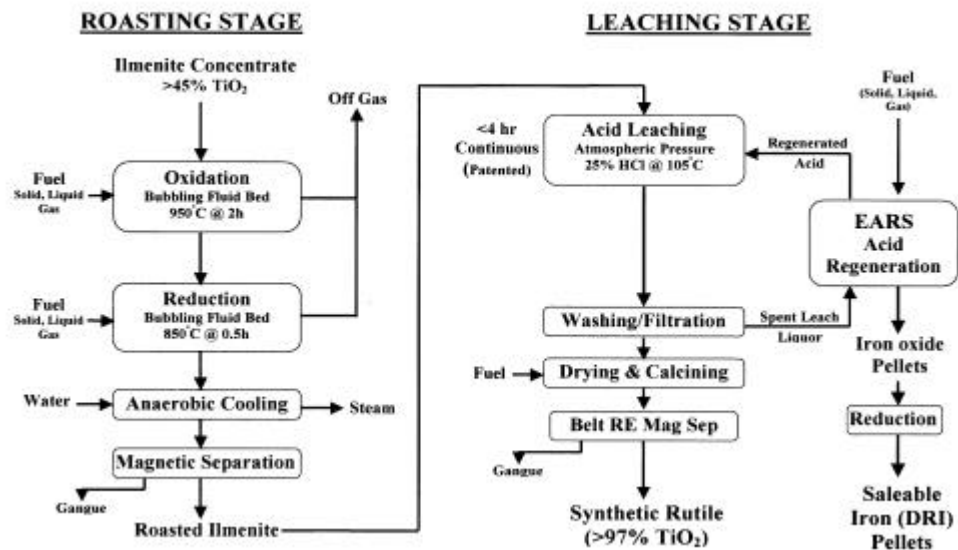 ROASTING STAGE
Ilmenite Concentrate
>45% TiO₂
Off Gas
Fuel
Solid, Liquid
Gas
Oxidation
Bubbling Fluid Bed
950°C @ 2h
Fuel
Solid, Liquid
Gas
Reduction
Bubbling Fluid Bed
850°C @ 0.5h
Water
Anaerobic Cooling
Steam
Magnetic Separation
Gangue
Roasted Ilmenite
LEACHING STAGE
<4 hr
Continuous
(Patented)
Acid Leaching
Atmospheric Pressure
25% HCl @ 105°C
Regenerated
Acid
Fuel
(Solid, Liquid,
Gas)
EARS
Acid
Regeneration
Washing/Filtration
Spent Leach
Liquor
Fuel
Drying & Calcining
Belt RE Mag Sep
Gangue
Synthetic Rutile
(>97% TiO₂)
Iron oxide
Pellets
Reduction
Saleable
Iron (DRI)
Pellets